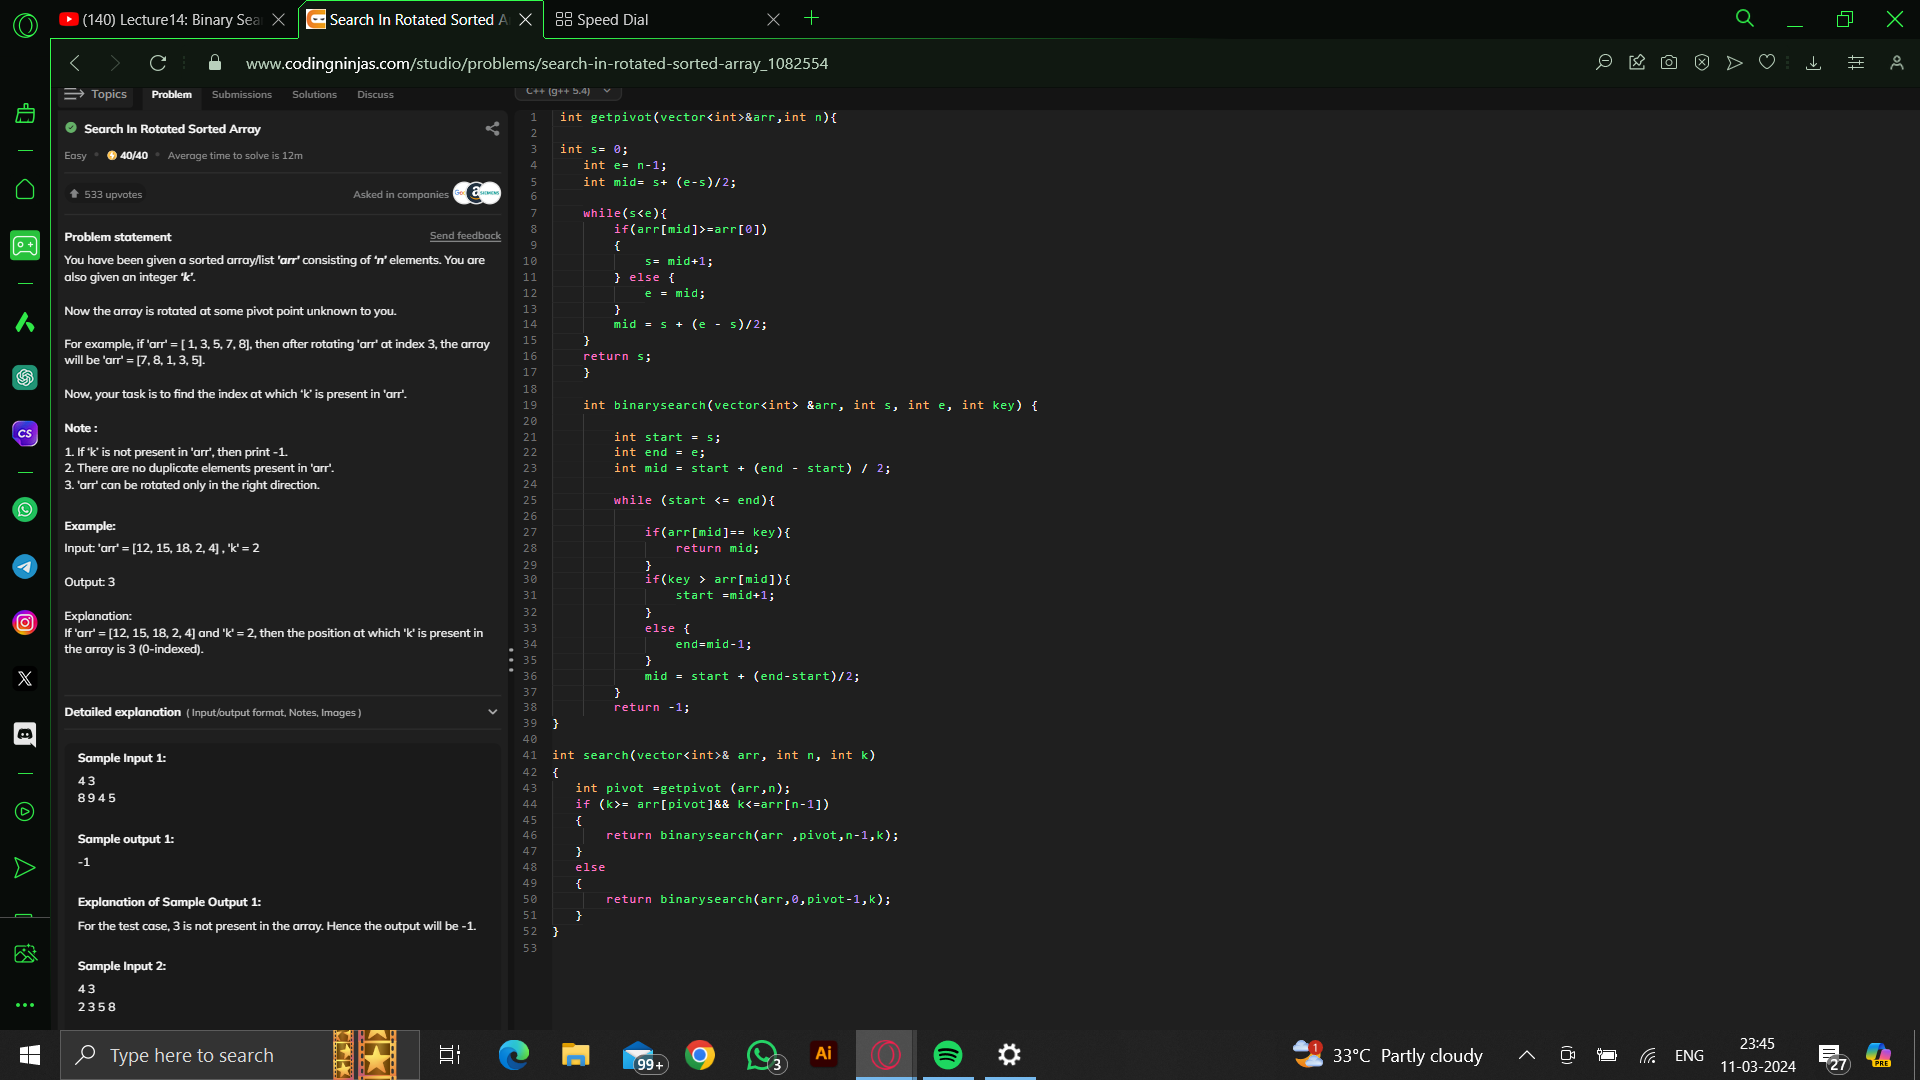 (140) Lecture14: Binary Sea
Search In Rotated Sorted A
Speed Dial
www.codingninjas.com/studio/problems/search-in-rotated-sorted-array_1082554
Topics
Problem
Submissions
Solutions
Discuss
C++ (g++ 5.4)
Search In Rotated Sorted Array
Easy
40/40
Average time to solve is 12m
533 upvotes
Asked in companies
Problem statement
Send feedback
You have been given a sorted array/list 'arr' consisting of 'n' elements. You are
also given an integer 'k'.
Now the array is rotated at some pivot point unknown to you.
For example, if 'arr' = [ 1, 3, 5, 7, 8], then after rotating 'arr' at index 3, the array
will be 'arr' = [7, 8, 1, 3, 5].
Now, your task is to find the index at which 'k' is present in 'arr'.
Note :
1. If 'k' is not present in 'arr', then print -1.
2. There are no duplicate elements present in 'arr'.
3. 'arr' can be rotated only in the right direction.
Example:
Input: 'arr' = [12, 15, 18, 2, 4] , 'k' = 2
Output: 3
Explanation:
If 'arr' = [12, 15, 18, 2, 4] and 'k' = 2, then the position at which 'k' is present in
the array is 3 (0-indexed).
Detailed explanation ( Input/output format, Notes, Images )
Sample Input 1:
4 3
8 9 4 5
Sample output 1:
-1
Explanation of Sample Output 1:
For the test case, 3 is not present in the array. Hence the output will be -1.
Sample Input 2:
4 3
2 3 5 8
1 int getpivot(vector<int>&arr,int n){
2
3 int s= 0;
4 int e= n-1;
5 int mid= s+ (e-s)/2;
6
7 while(s<e){
8 if(arr[mid]>=arr[0])
9 {
10 s= mid+1;
11 } else {
12 e = mid;
13 }
14 mid = s + (e - s)/2;
15 }
16 return s;
17 }
18
19 int binarysearch(vector<int> &arr, int s, int e, int key) {
20
21 int start = s;
22 int end = e;
23 int mid = start + (end - start) / 2;
24
25 while (start <= end){
26
27 if(arr[mid]== key){
28 return mid;
29 }
30 if(key > arr[mid]){
31 start =mid+1;
32 }
33 else {
34 end=mid-1;
35 }
36 mid = start + (end-start)/2;
37 }
38 return -1;
39 }
40
41 int search(vector<int>& arr, int n, int k)
42 {
43 int pivot =getpivot (arr,n);
44 if (k>= arr[pivot]&& k<=arr[n-1])
45 {
46 return binarysearch(arr ,pivot,n-1,k);
47 }
48 else
49 {
50 return binarysearch(arr,0,pivot-1,k);
51 }
52 }
53
CS
Type here to search
99+
3
Ai
1
33°C Partly cloudy
ENG
23:45
11-03-2024
27
PRE